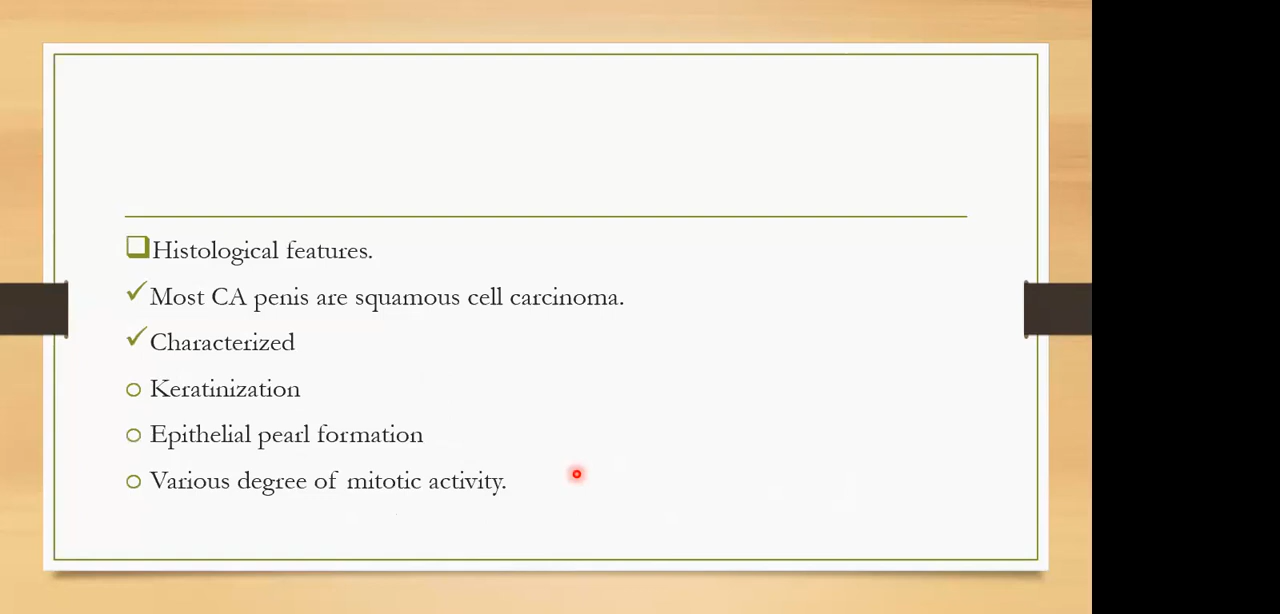 Histological features.
Most CA penis are squamous cell carcinoma.
Characterized
Keratinization
Epithelial pearl formation
Various degree of mitotic activity.